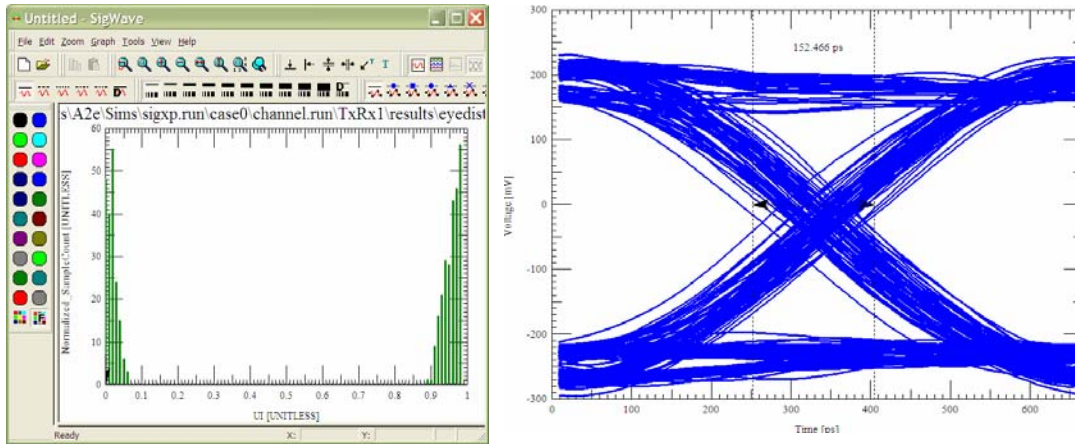 Untitled - SigWave
File Edit Zoom Graph Tools View Help
s\A2e\Sims\sigxp.run\case0\channel.run\TxRx1\results\eyedist
Normalized_SampleCount [UNITLESS]
60
50
40
30
20
10
0
0 0.1 0.2 0.3 0.4 0.5 0.6 0.7 0.8 0.9 1
UI [UNITLESS]
Ready X: Y:
152.466 ps
Voltage [mV]
300
200
100
0
-100
-200
-300
0 100 200 300 400 500 600
Time [ps]